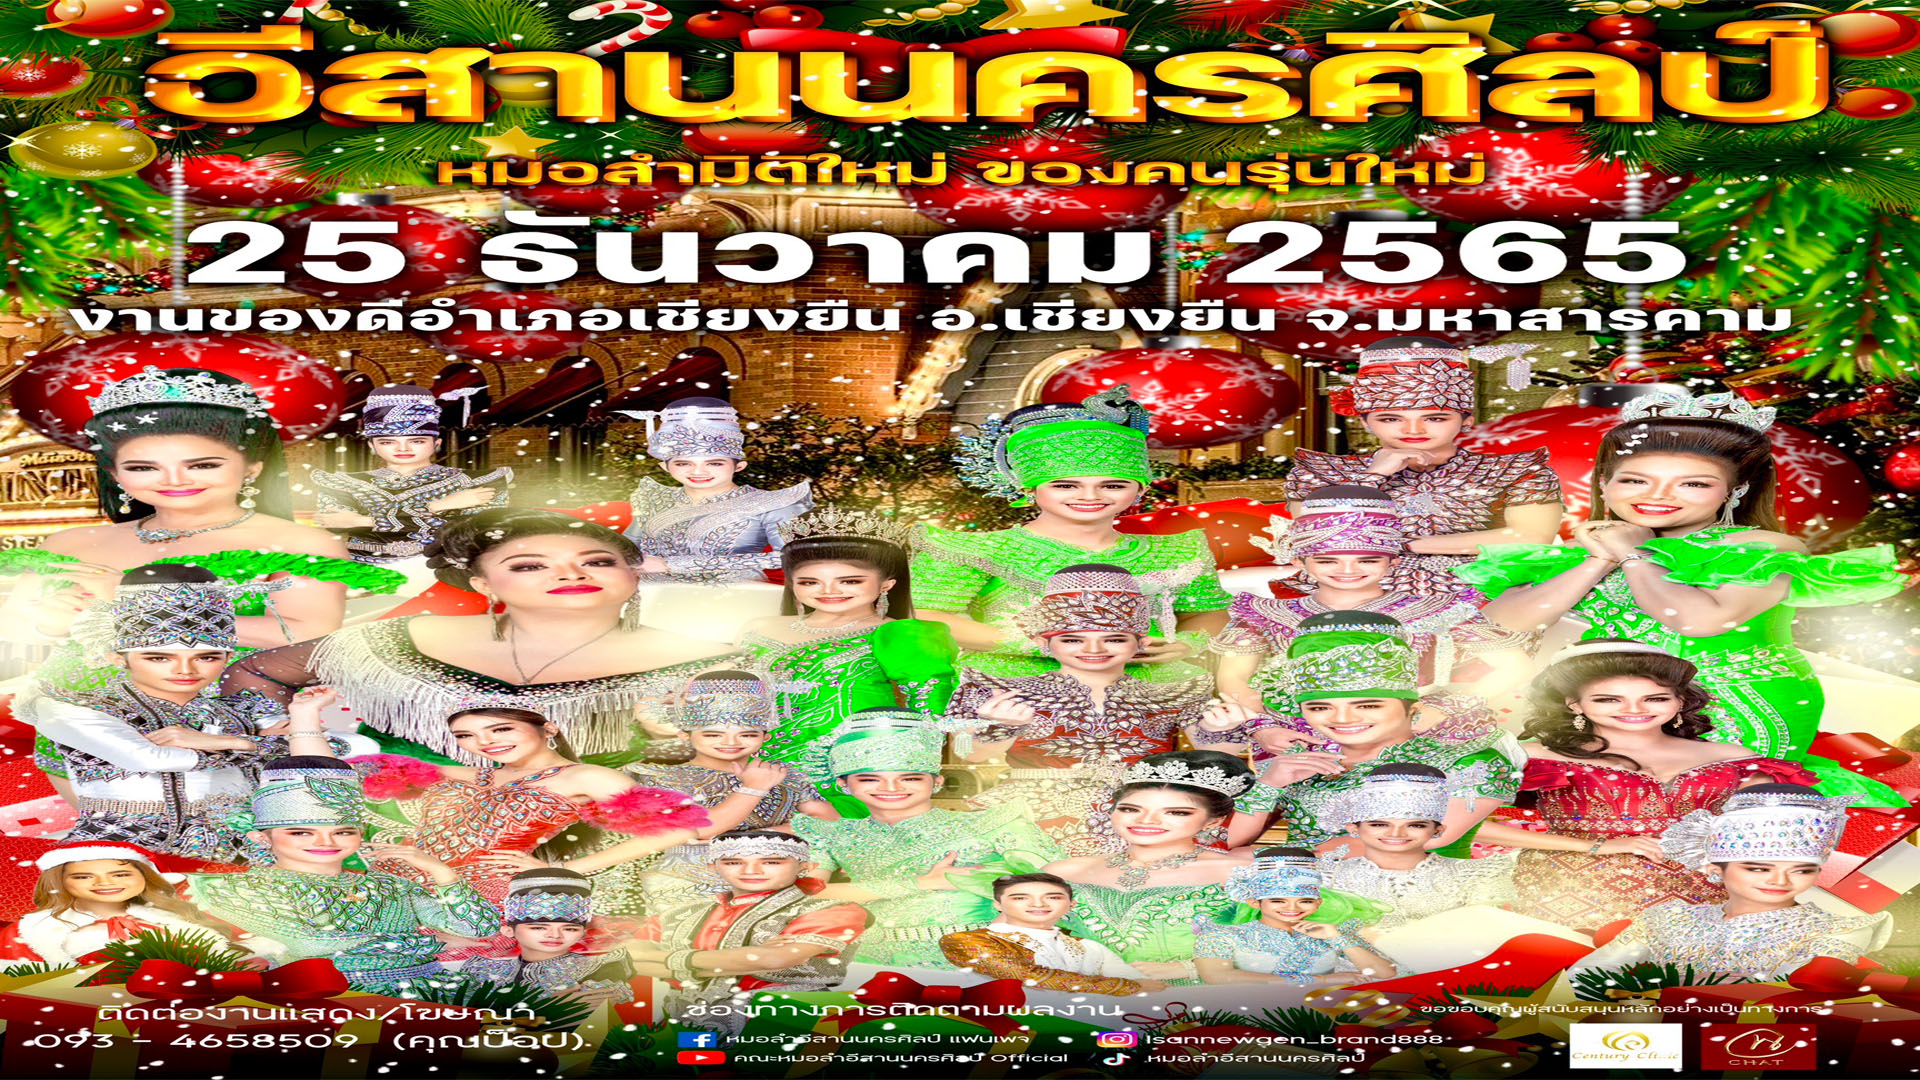 อีสานนครศิลป์
หมอลำมิติใหม่ ของคนรุ่นใหม่
25 ธันวาคม 2565
งานของดีอำเภอเชียงยืน อ.เชียงยืน จ.มหาสารคาม
ติดต่องานแสดง/โฆษณา
093 - 4658509 (คุณป๊อป)
ช่องทางการติดตามผลงาน
หมอลำอีสานนครศิลป์ แฟนเพจ
Isannewgen_brand888
คณะหมอลำอีสานนครศิลป์ Official
หมอลำอีสานนครศิลป์
ขอขอบคุณผู้สนับสนุนหลักอย่างเป็นทางการ
Century Clinic
CHAT